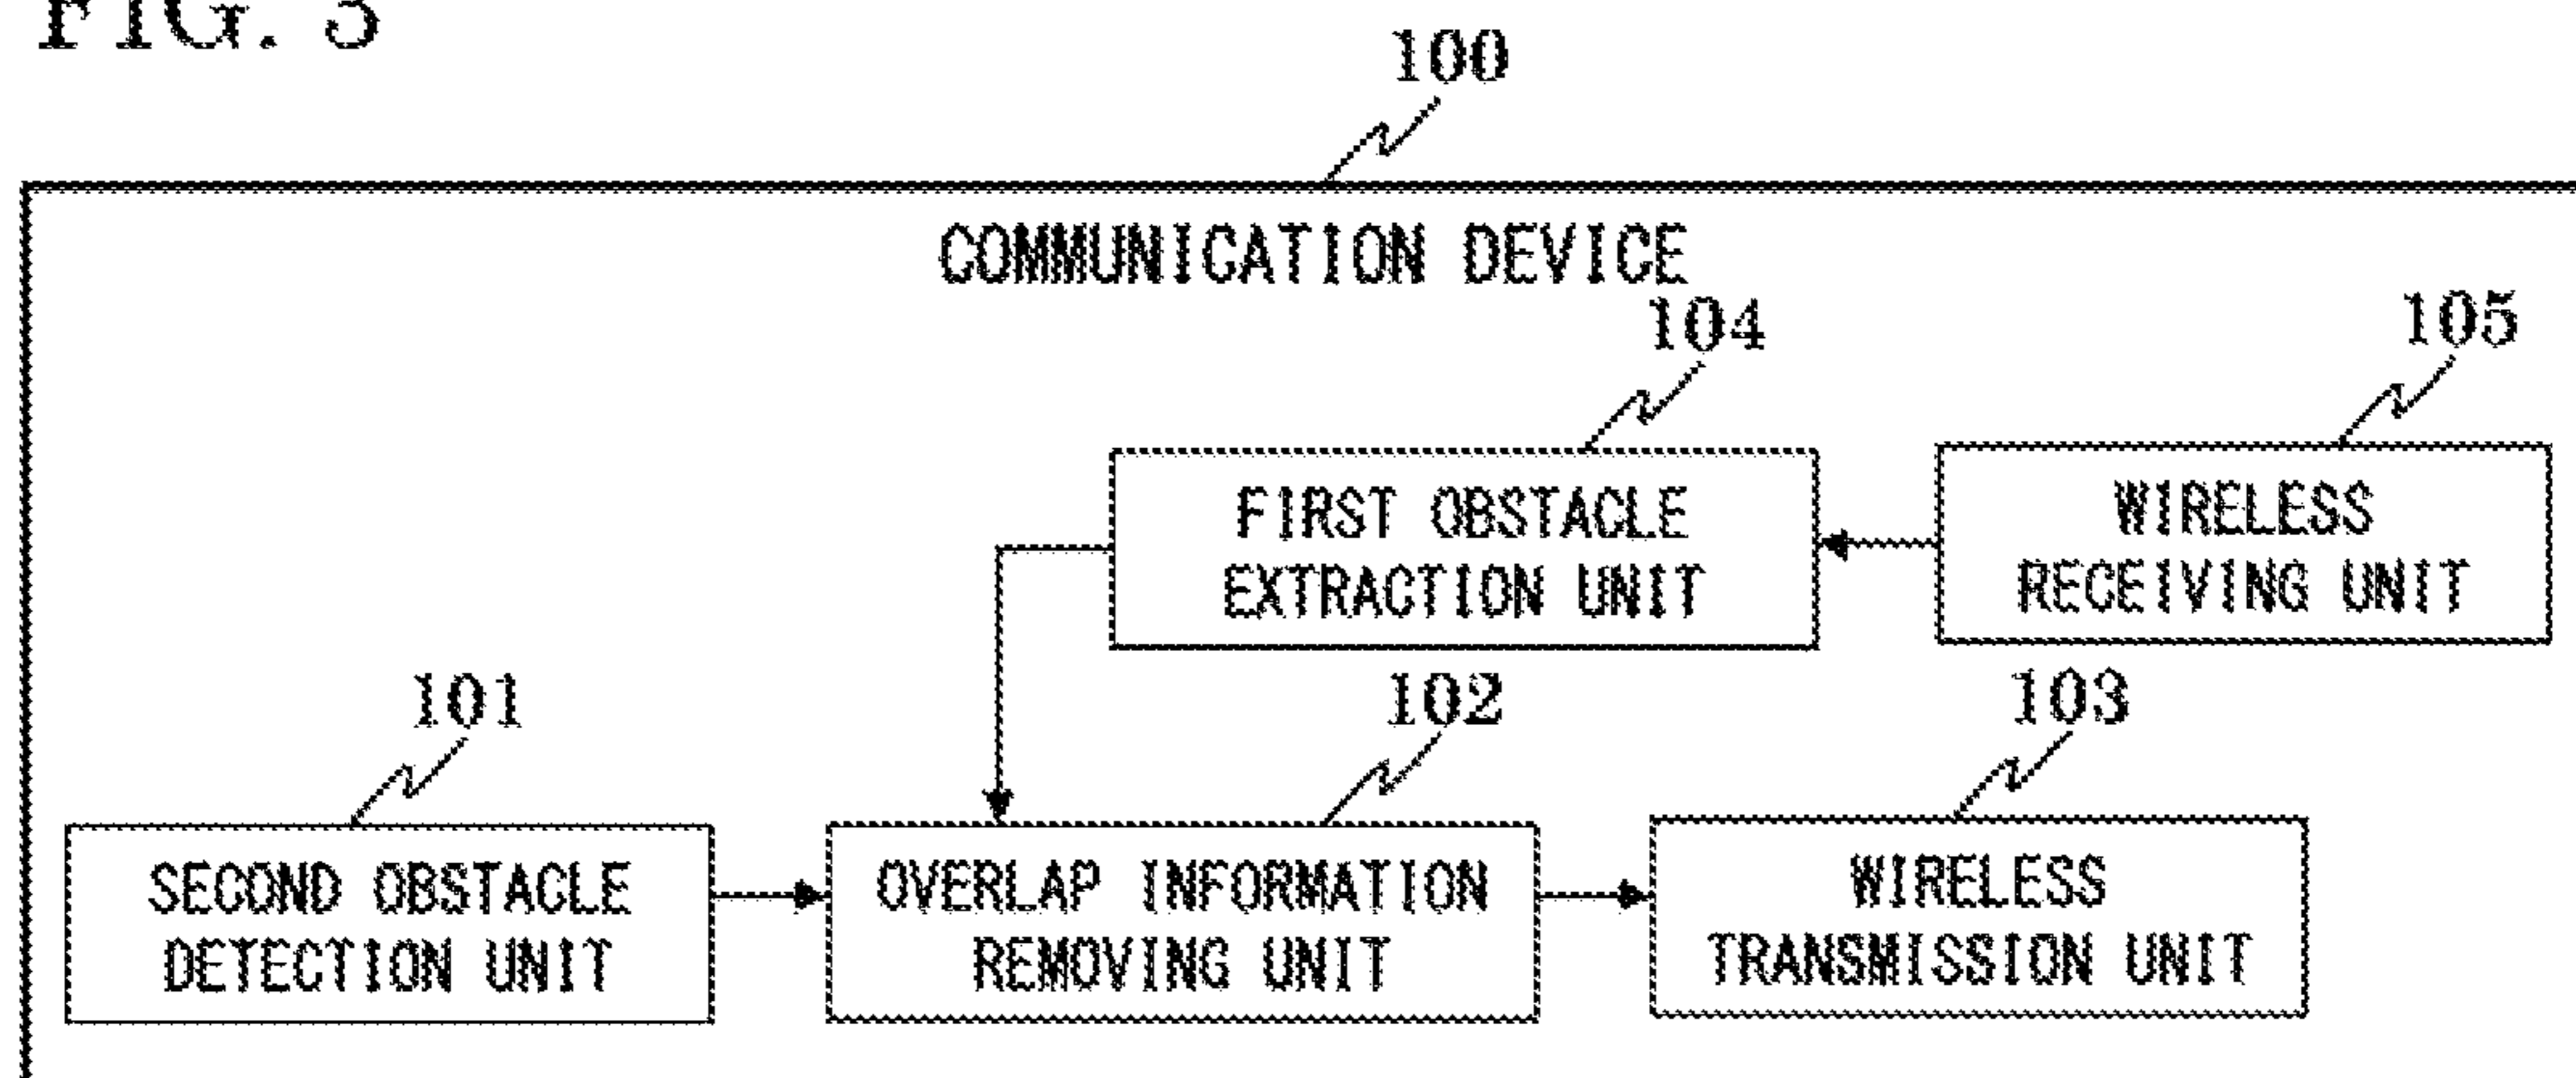 FIG. 3
100
COMMUNICATION DEVICE
104
105
FIRST OBSTACLE
EXTRACTION UNIT
WIRELESS
RECEIVING UNIT
101
102
103
SECOND OBSTACLE
DETECTION UNIT
OVERLAP INFORMATION
REMOVING UNIT
WIRELESS
TRANSMISSION UNIT